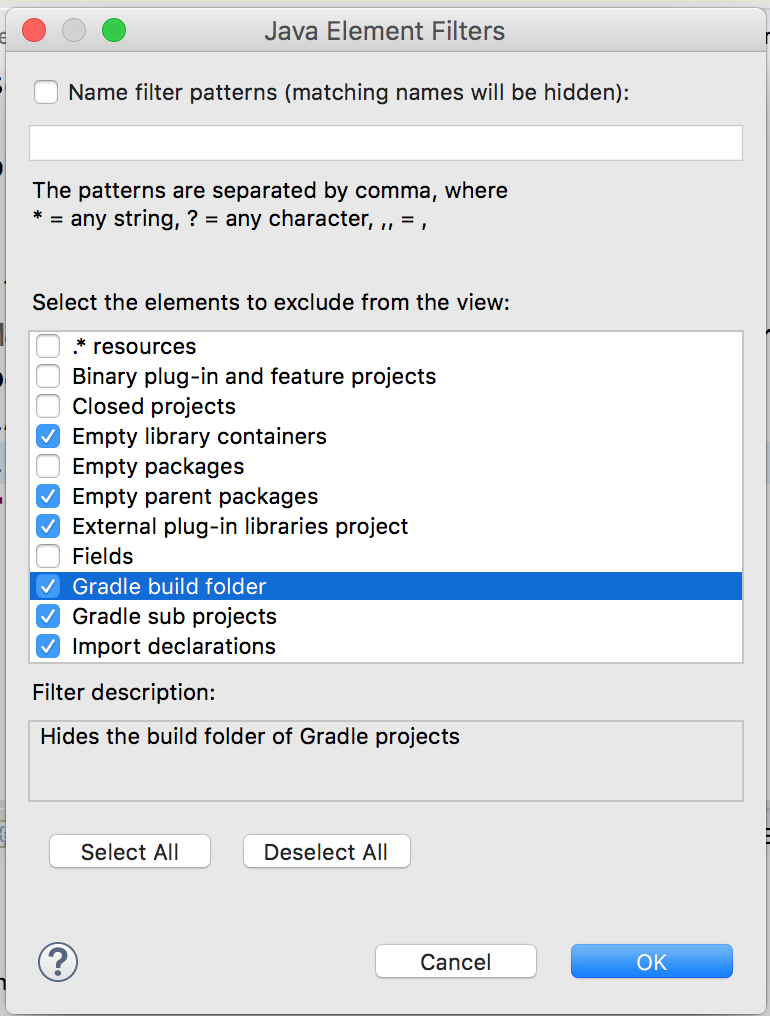 Java Element Filters
Name filter patterns (matching names will be hidden):
The patterns are separated by comma, where
* = any string, ? = any character, ,, = ,
Select the elements to exclude from the view:
.* resources
Binary plug-in and feature projects
Closed projects
Empty library containers
Empty packages
Empty parent packages
External plug-in libraries project
Fields
Gradle build folder
Gradle sub projects
Import declarations
Filter description:
Hides the build folder of Gradle projects
Select All
Deselect All
?
Cancel
OK